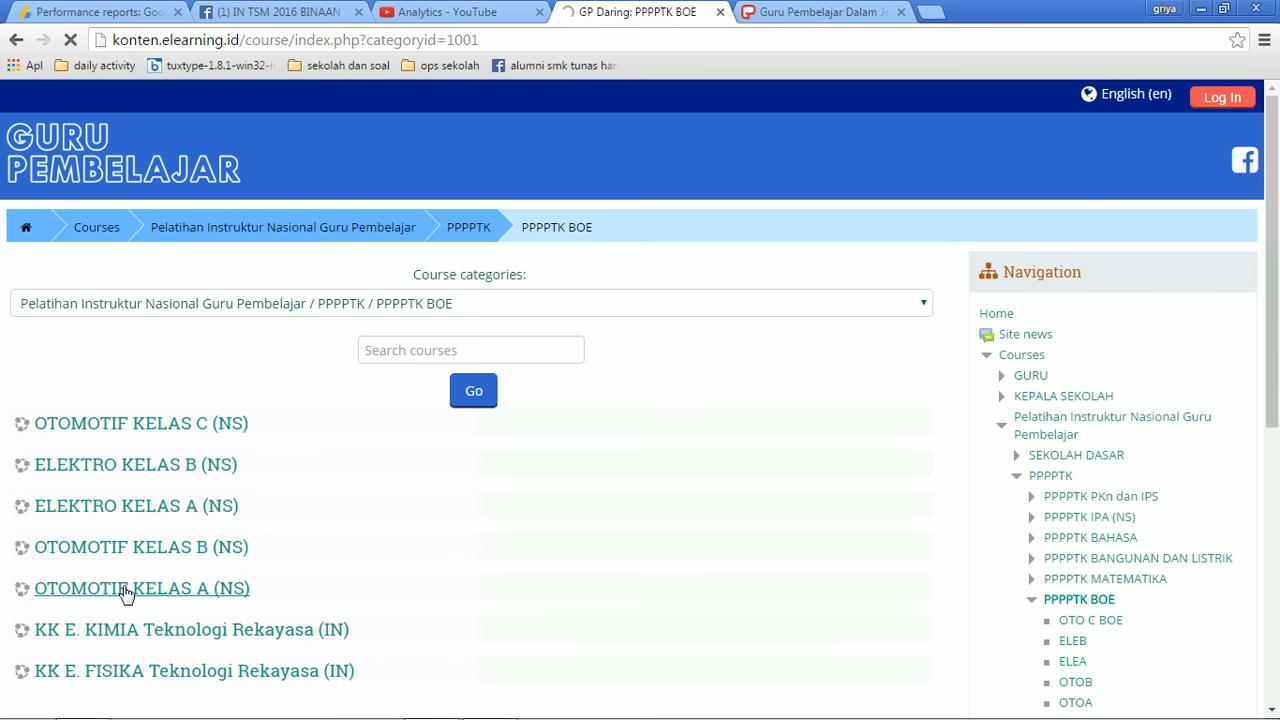 Performance reports: Goo
(1) IN TSM 2016 BINAAN
Analytics - YouTube
GP Daring: PPPPTK BOE
Guru Pembelajar Dalam Je
griya
konten.elearning.id/course/index.php?categoryid=1001
Apl
daily activity
tuxtype-1.8.1-win32-i
sekolah dan soal
ops sekolah
alumni smk tunas har
English (en)
Log In
GURU
PEMBELAJAR
Courses
Pelatihan Instruktur Nasional Guru Pembelajar
PPPPTK
PPPPTK BOE
Course categories:
Pelatihan Instruktur Nasional Guru Pembelajar / PPPPTK / PPPPTK BOE
Search courses
Go
OTOMOTIF KELAS C (NS)
ELEKTRO KELAS B (NS)
ELEKTRO KELAS A (NS)
OTOMOTIF KELAS B (NS)
OTOMOTIF KELAS A (NS)
KK E. KIMIA Teknologi Rekayasa (IN)
KK E. FISIKA Teknologi Rekayasa (IN)
Navigation
Home
Site news
Courses
GURU
KEPALA SEKOLAH
Pelatihan Instruktur Nasional Guru
Pembelajar
SEKOLAH DASAR
PPPPTK
PPPPTK PKn dan IPS
PPPPTK IPA (NS)
PPPPTK BAHASA
PPPPTK BANGUNAN DAN LISTRIK
PPPPTK MATEMATIKA
PPPPTK BOE
OTO C BOE
ELEB
ELEA
OTOB
OTOA